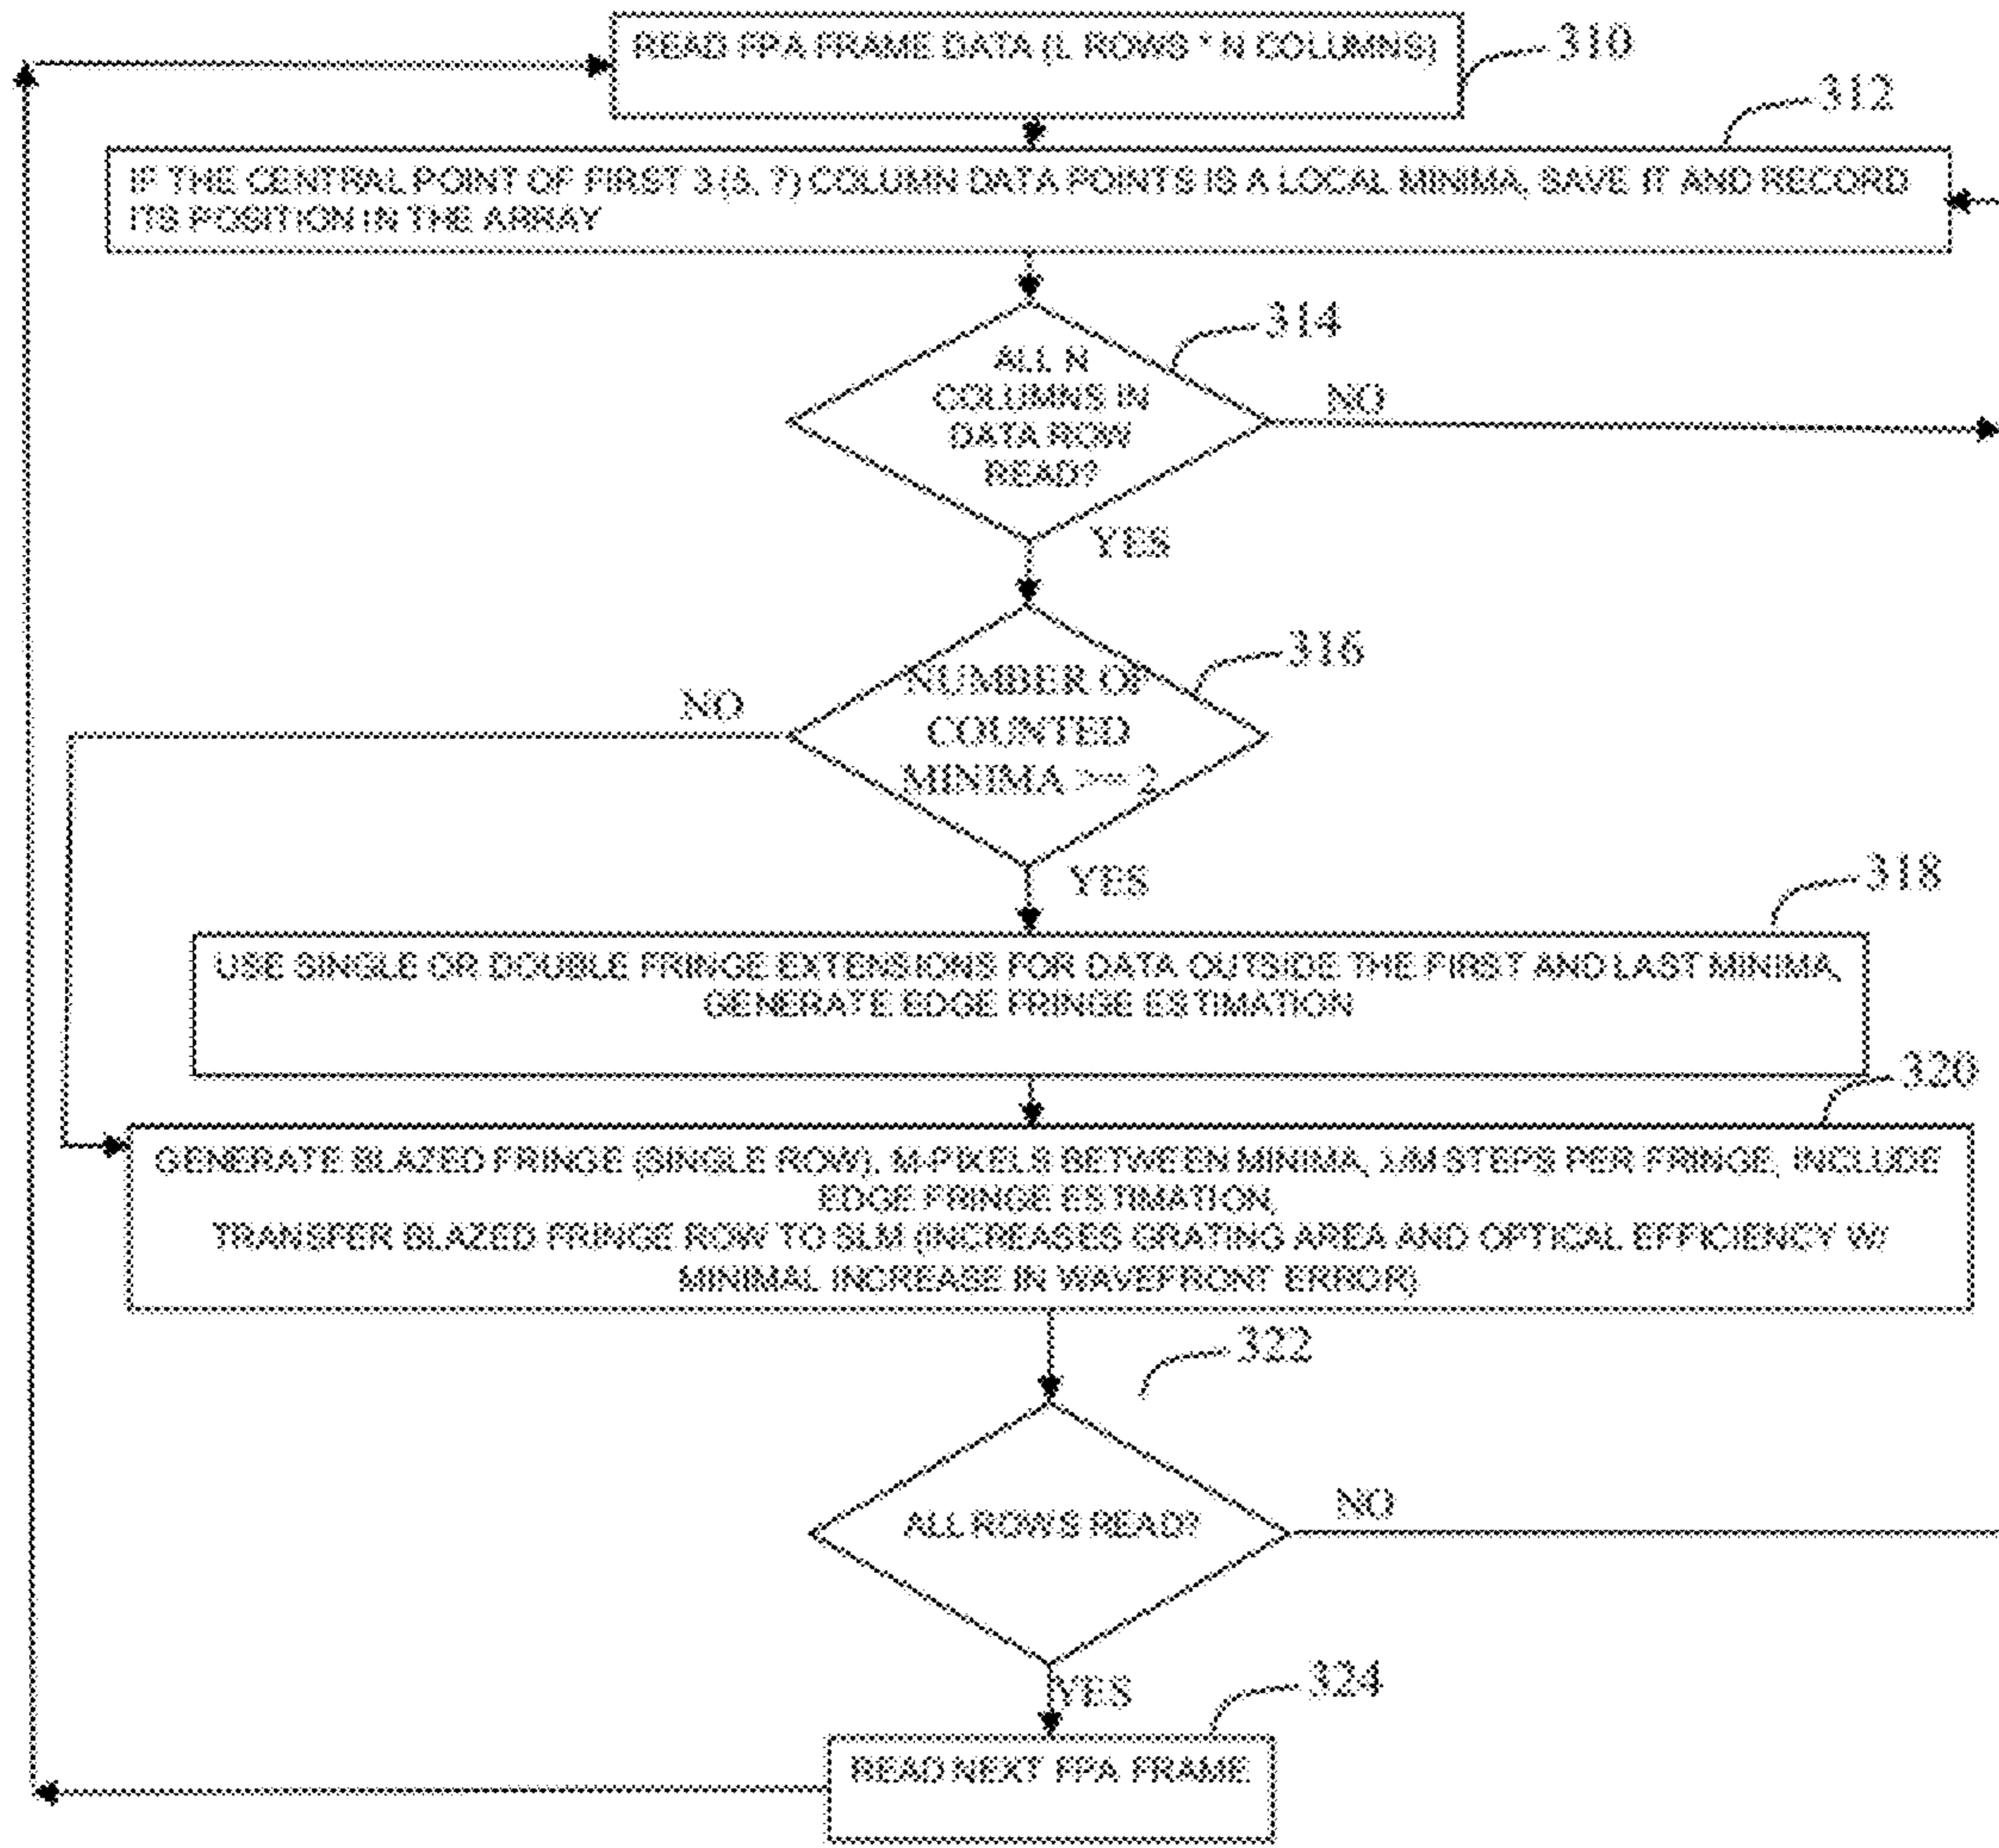 READ FPA FRAME DATA (L ROWS * N COLUMNS)
310
312
IF THE CENTRAL POINT OF FIRST 3 (5, 7) COLUMN DATA POINTS IS A LOCAL MINIMA, SAVE IT AND RECORD
ITS POSITION IN THE ARRAY
314
ALL N
COLUMNS IN
DATA ROW
READ?
NO
YES
316
NUMBER OF
COUNTED
MINIMA >= 2
NO
YES
318
USE SINGLE OR DOUBLE FRINGE EXTENSIONS FOR DATA OUTSIDE THE FIRST AND LAST MINIMA,
GENERATE EDGE FRINGE ESTIMATION
320
GENERATE BLAZED FRINGE (SINGLE ROW), M-PIXELS BETWEEN MINIMA, λ/M STEPS PER FRINGE, INCLUDE
EDGE FRINGE ESTIMATION,
TRANSFER BLAZED FRINGE ROW TO SLM (INCREASES GRATING AREA AND OPTICAL EFFICIENCY W/
MINIMAL INCREASE IN WAVEFRONT ERROR)
322
ALL ROWS READ?
NO
YES
324
READ NEXT FPA FRAME